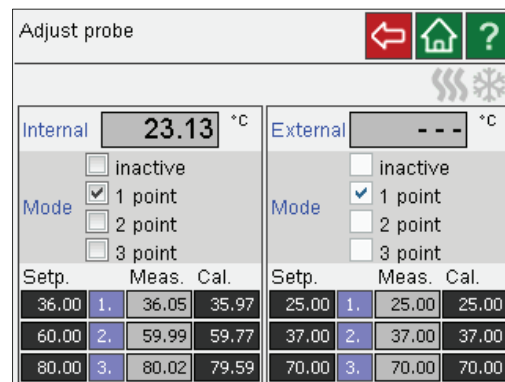 Adjust probe
?
Internal 23.13 °C
inactive
Mode
1 point
2 point
3 point
Setp. Meas. Cal.
36.00 1. 36.05 35.97
60.00 2. 59.99 59.77
80.00 3. 80.02 79.59
External --- °C
inactive
Mode
1 point
2 point
3 point
Setp. Meas. Cal.
25.00 1. 25.00 25.00
37.00 2. 37.00 37.00
70.00 3. 70.00 70.00